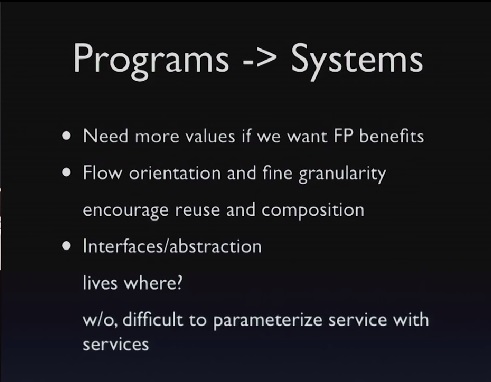 Programs -> Systems
• Need more values if we want FP benefits
• Flow orientation and fine granularity
encourage reuse and composition
• Interfaces/abstraction
lives where?
w/o, difficult to parameterize service with
services